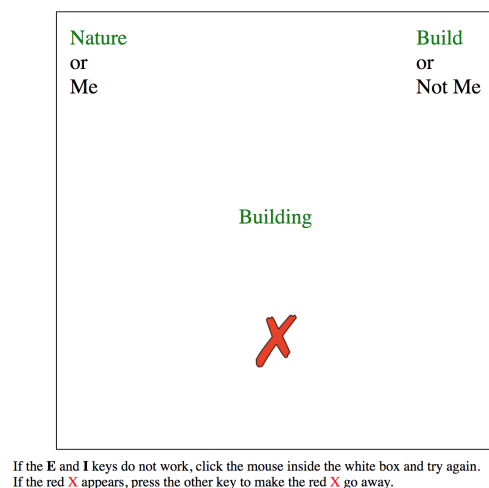 Nature
or
Me
Build
or
Not Me
Building
If the E and I keys do not work, click the mouse inside the white box and try again.
If the red X appears, press the other key to make the red X go away.